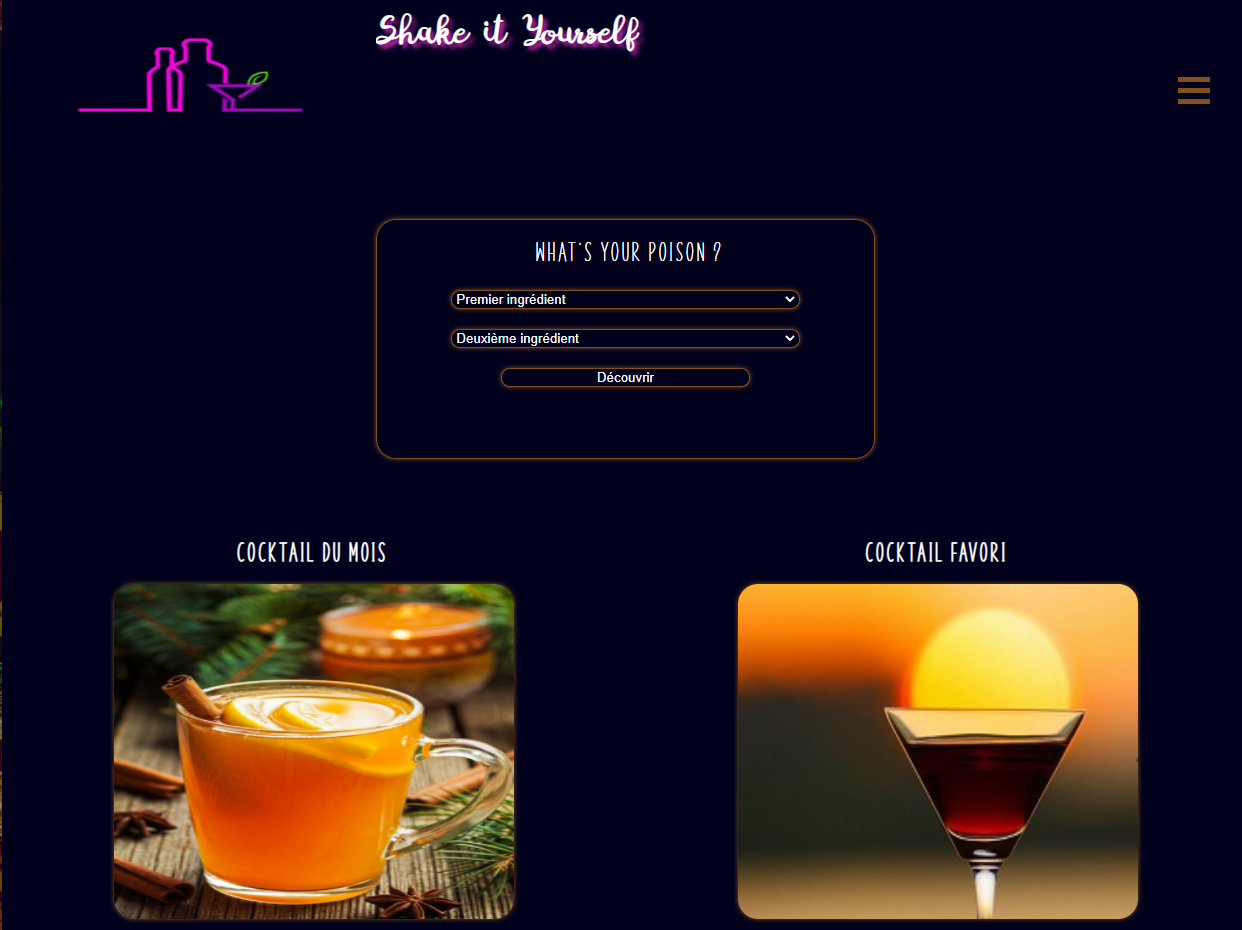 Shake it Yourself
WHAT'S YOUR POISON ?
Premier ingrédient
Deuxième ingrédient
Découvrir
COCKTAIL DU MOIS
COCKTAIL FAVORI